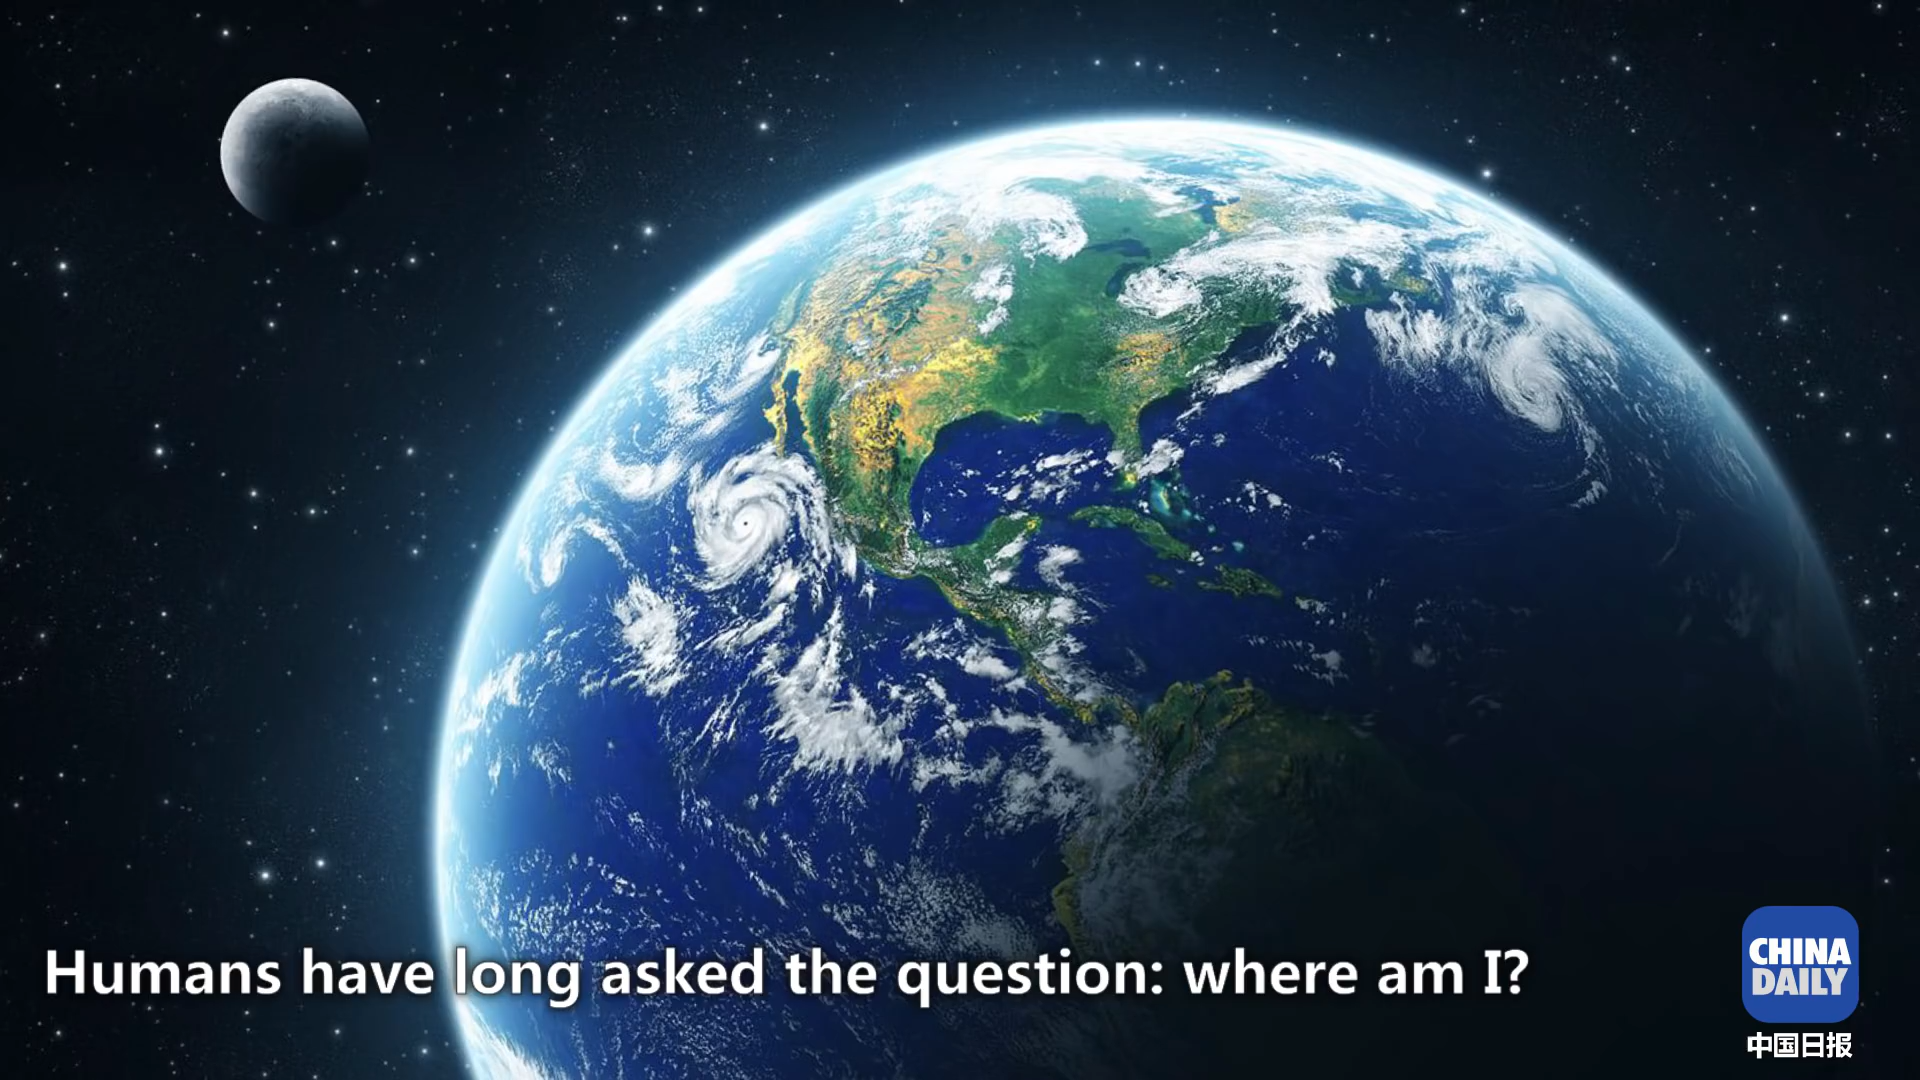 Humans have long asked the question: where am I?
CHINA
DAILY
中国日报